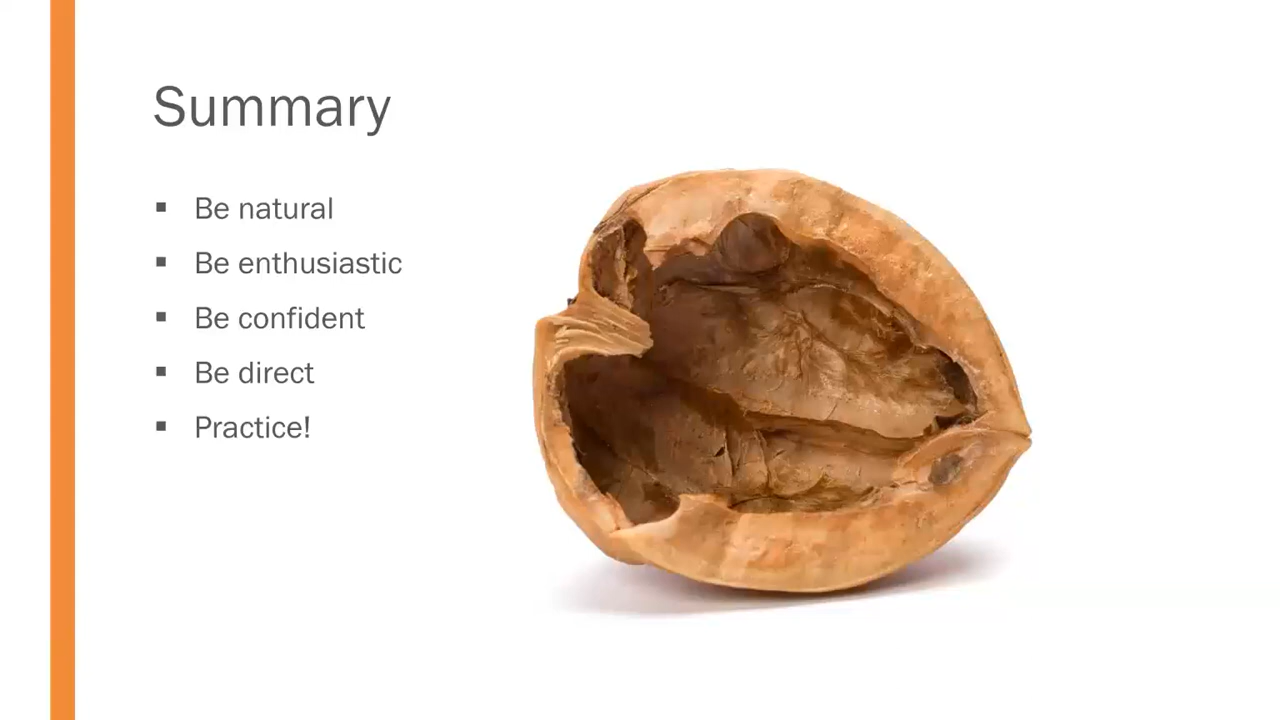 Summary
▪ Be natural
▪ Be enthusiastic
▪ Be confident
▪ Be direct
▪ Practice!